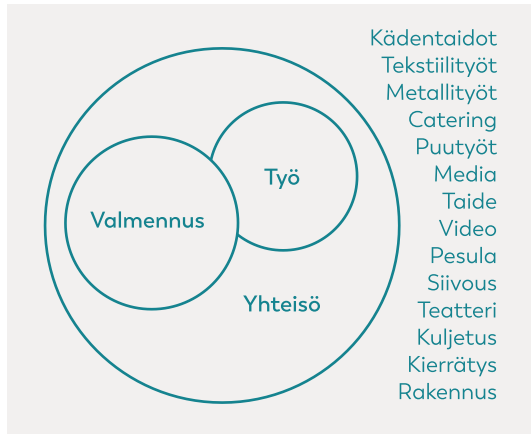 Valmennus
Työ
Yhteisö
Kädentaidot
Tekstiilityöt
Metallityöt
Catering
Puutyöt
Media
Taide
Video
Pesula
Siivous
Teatteri
Kuljetus
Kierrätys
Rakennus